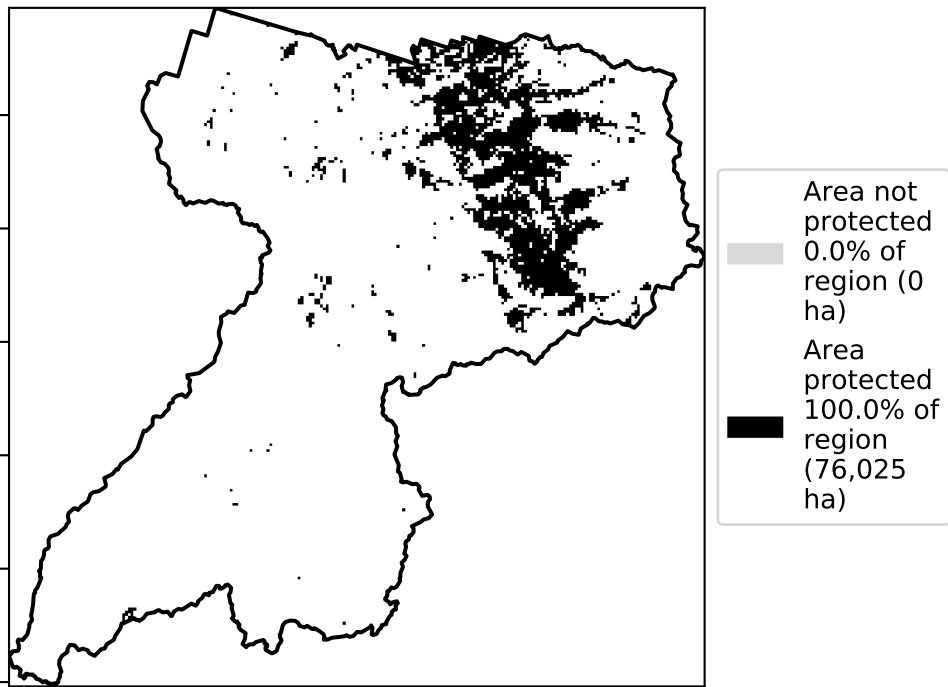 Area not
protected
0.0% of
region (0
ha)
Area
protected
100.0% of
region
(76,025
ha)